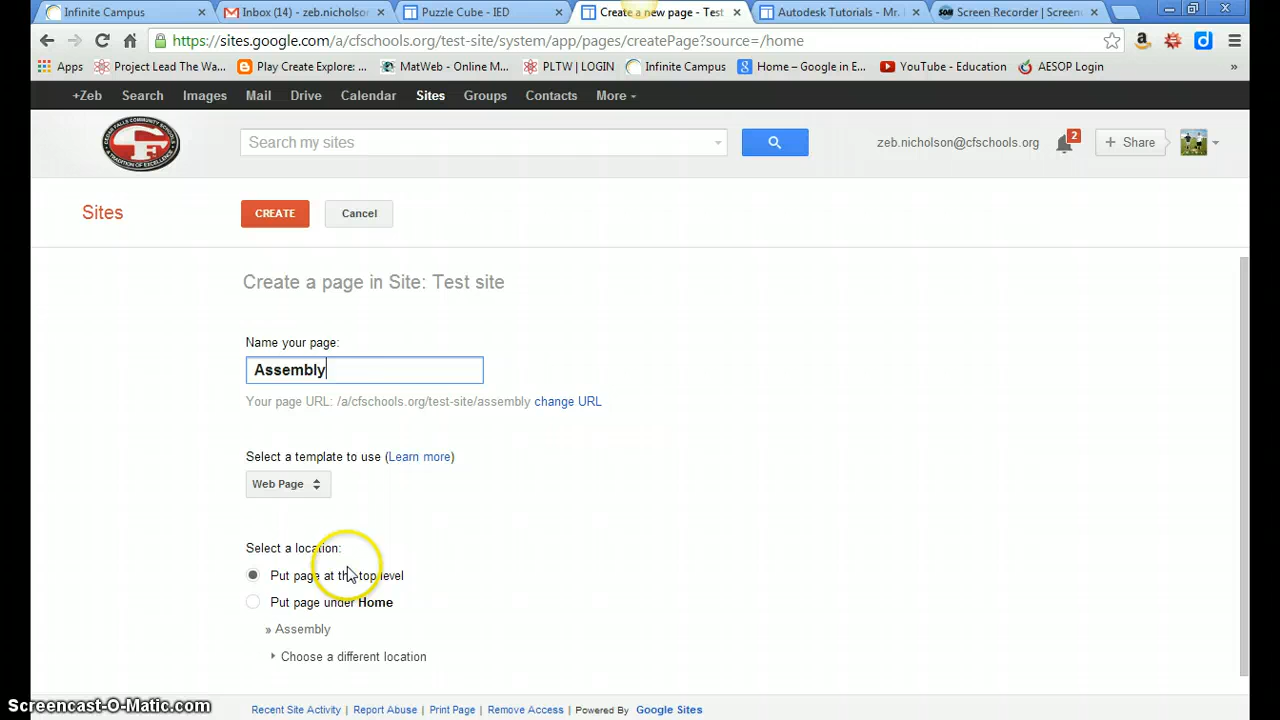 Infinite Campus
Inbox (14) - zeb.nicholso
Puzzle Cube - IED
Create a new page - Test
Autodesk Tutorials - Mr.
Screen Recorder | Screen
https://sites.google.com/a/cfschools.org/test-site/system/app/pages/createPage?source=/home
Apps
Project Lead The Wa...
Play Create Explore: ...
MatWeb - Online M...
PLTW | LOGIN
Infinite Campus
Home – Google in E...
YouTube - Education
AESOP Login
»
+Zeb Search Images Mail Drive Calendar Sites Groups Contacts More
Search my sites
zeb.nicholson@cfschools.org
2
+ Share
Sites
CREATE
Cancel
Create a page in Site: Test site
Name your page:
Assembly
Your page URL: /a/cfschools.org/test-site/assembly change URL
Select a template to use (Learn more)
Web Page
Select a location:
Put page at the top level
Put page under Home
» Assembly
Choose a different location
Recent Site Activity | Report Abuse | Print Page | Remove Access | Powered By Google Sites
Screencast-O-Matic.com